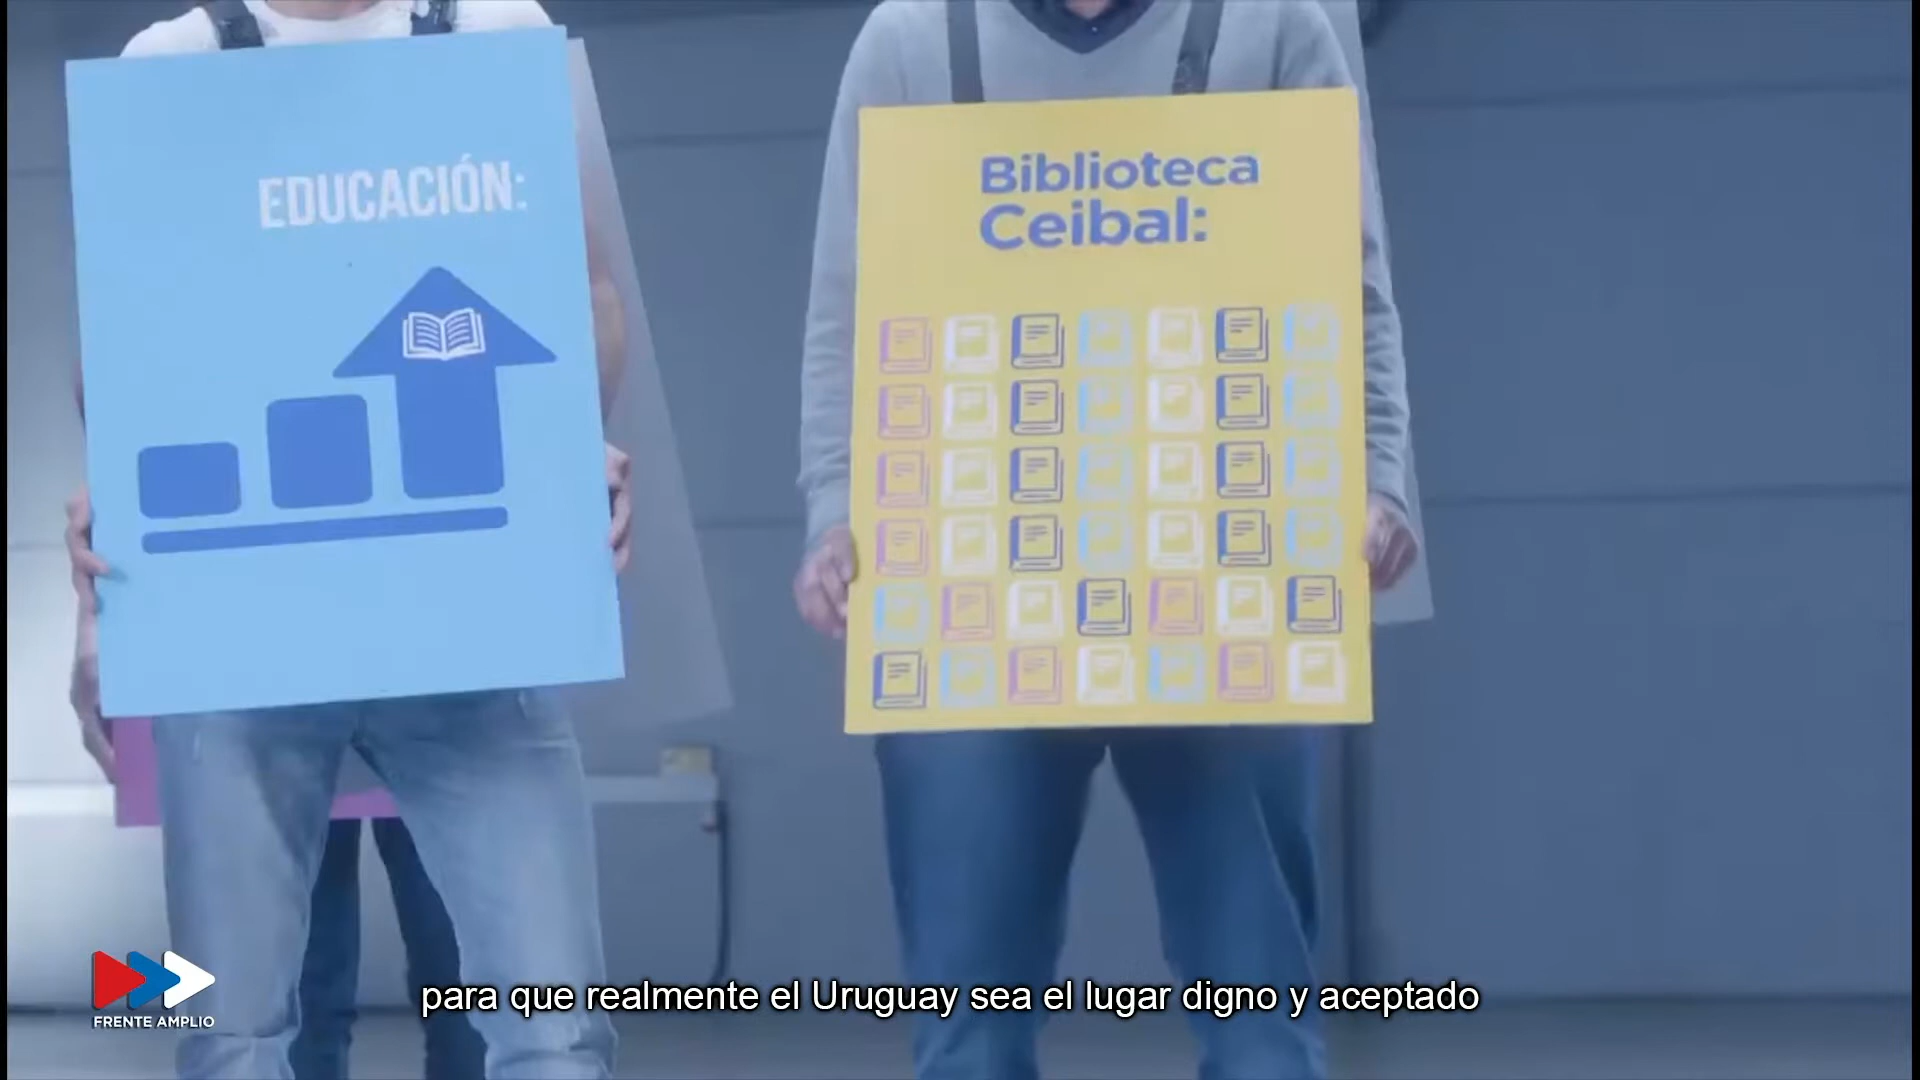 EDUCACIÓN:
Biblioteca
Ceibal:
para que realmente el Uruguay sea el lugar digno y aceptado
FRENTE AMPLIO